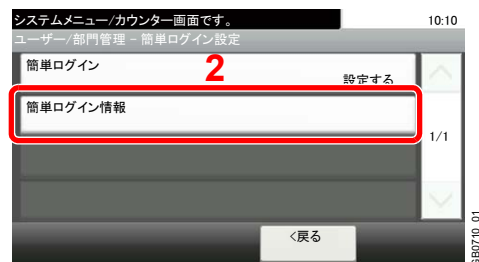 システムメニュー/カウンター画面です。
10:10
ユーザー/部門管理 - 簡単ログイン設定
簡単ログイン
2
設定する
簡単ログイン情報
1/1
<戻る
GB0710_01